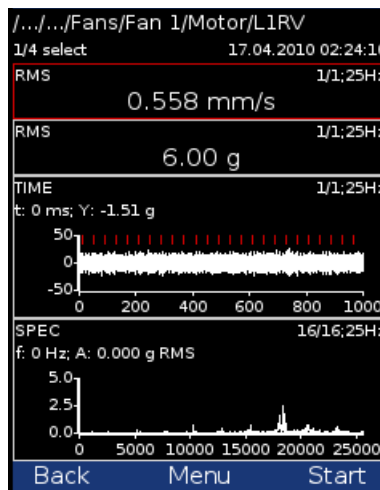 /.../.../Fans/Fan 1/Motor/L1RV
1/4 select 17.04.2010 02:24:1
RMS 1/1;25H
0.558 mm/s
RMS 1/1;25H
6.00 g
TIME 1/1;25H
t: 0 ms; Y: -1.51 g
50
0
-50
0 200 400 600 800 1000
SPEC 16/16;25H
f: 0 Hz; A: 0.000 g RMS
5.0
2.5
0.0
0 5000 10000 15000 20000 25000
Back Menu Start